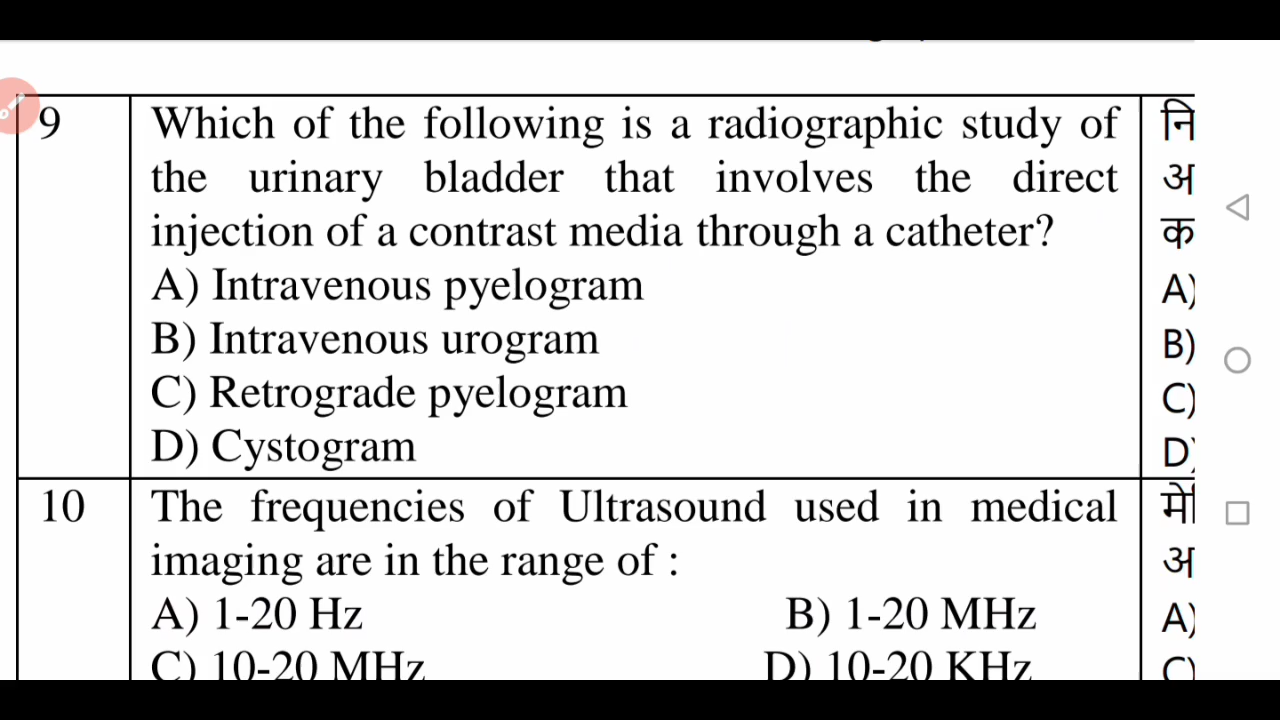 9
Which of the following is a radiographic study of
the urinary bladder that involves the direct
injection of a contrast media through a catheter?
A) Intravenous pyelogram
B) Intravenous urogram
C) Retrograde pyelogram
D) Cystogram
नि
अ
क
A)
B)
C)
D)
10
The frequencies of Ultrasound used in medical
imaging are in the range of :
A) 1-20 Hz B) 1-20 MHz
C) 10-20 MHz D) 10-20 KHz
अ
A)
C)